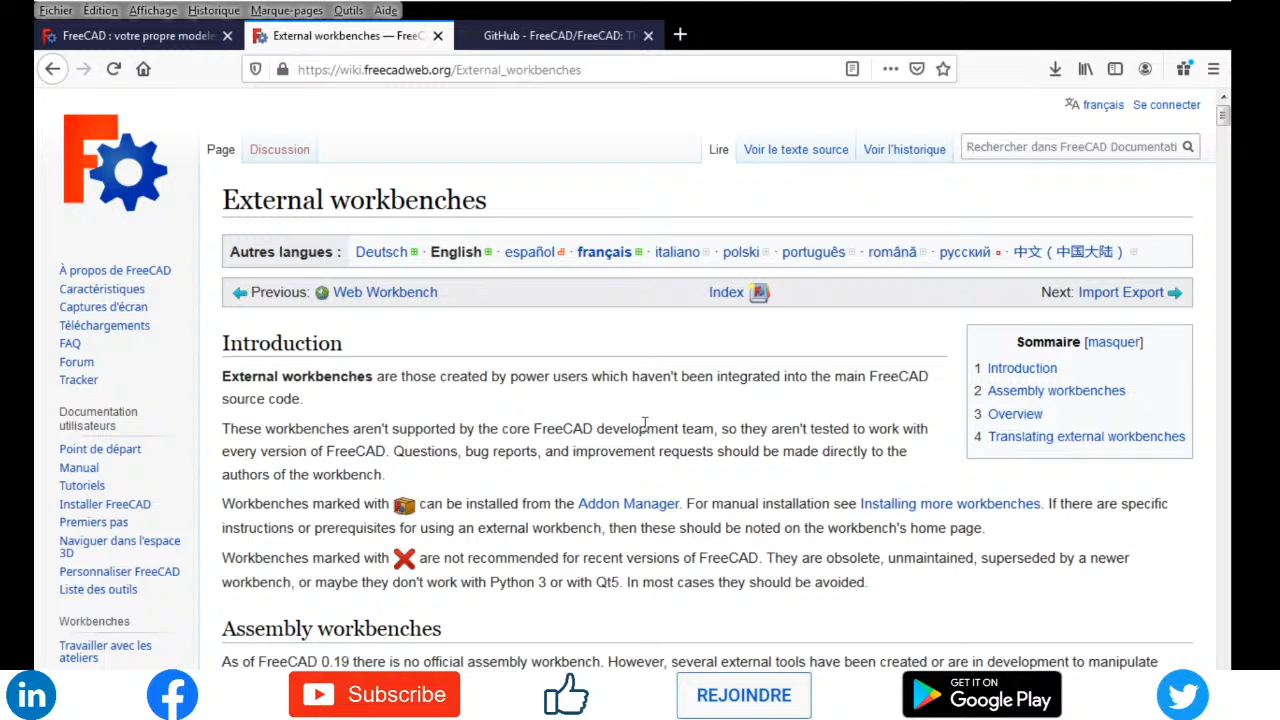 Fichier Édition Affichage Historique Marque-pages Outils Aide
FreeCAD : votre propre modele
External workbenches — FreeC
GitHub - FreeCAD/FreeCAD: T
https://wiki.freecadweb.org/External_workbenches
français Se connecter
Page Discussion Lire Voir le texte source Voir l'historique Rechercher dans FreeCAD Documentati
External workbenches
Autres langues : Deutsch · English · español · français · italiano · polski · português · română · русский · 中文（中国大陆）
Previous: Web Workbench Index Next: Import Export
À propos de FreeCAD
Caractéristiques
Captures d'écran
Téléchargements
FAQ
Forum
Tracker
Documentation
utilisateurs
Point de départ
Manual
Tutoriels
Installer FreeCAD
Premiers pas
Naviguer dans l'espace
3D
Personnaliser FreeCAD
Liste des outils
Workbenches
Travailler avec les
ateliers
Introduction
External workbenches are those created by power users which haven't been integrated into the main FreeCAD
source code.
These workbenches aren't supported by the core FreeCAD development team, so they aren't tested to work with
every version of FreeCAD. Questions, bug reports, and improvement requests should be made directly to the
authors of the workbench.
Sommaire [masquer]
1 Introduction
2 Assembly workbenches
3 Overview
4 Translating external workbenches
Workbenches marked with can be installed from the Addon Manager. For manual installation see Installing more workbenches. If there are specific
instructions or prerequisites for using an external workbench, then these should be noted on the workbench's home page.
Workbenches marked with are not recommended for recent versions of FreeCAD. They are obsolete, unmaintained, superseded by a newer
workbench, or maybe they don't work with Python 3 or with Qt5. In most cases they should be avoided.
Assembly workbenches
As of FreeCAD 0.19 there is no official assembly workbench. However, several external tools have been created or are in development to manipulate
in
Subscribe
REJOINDRE
GET IT ON
Google Play